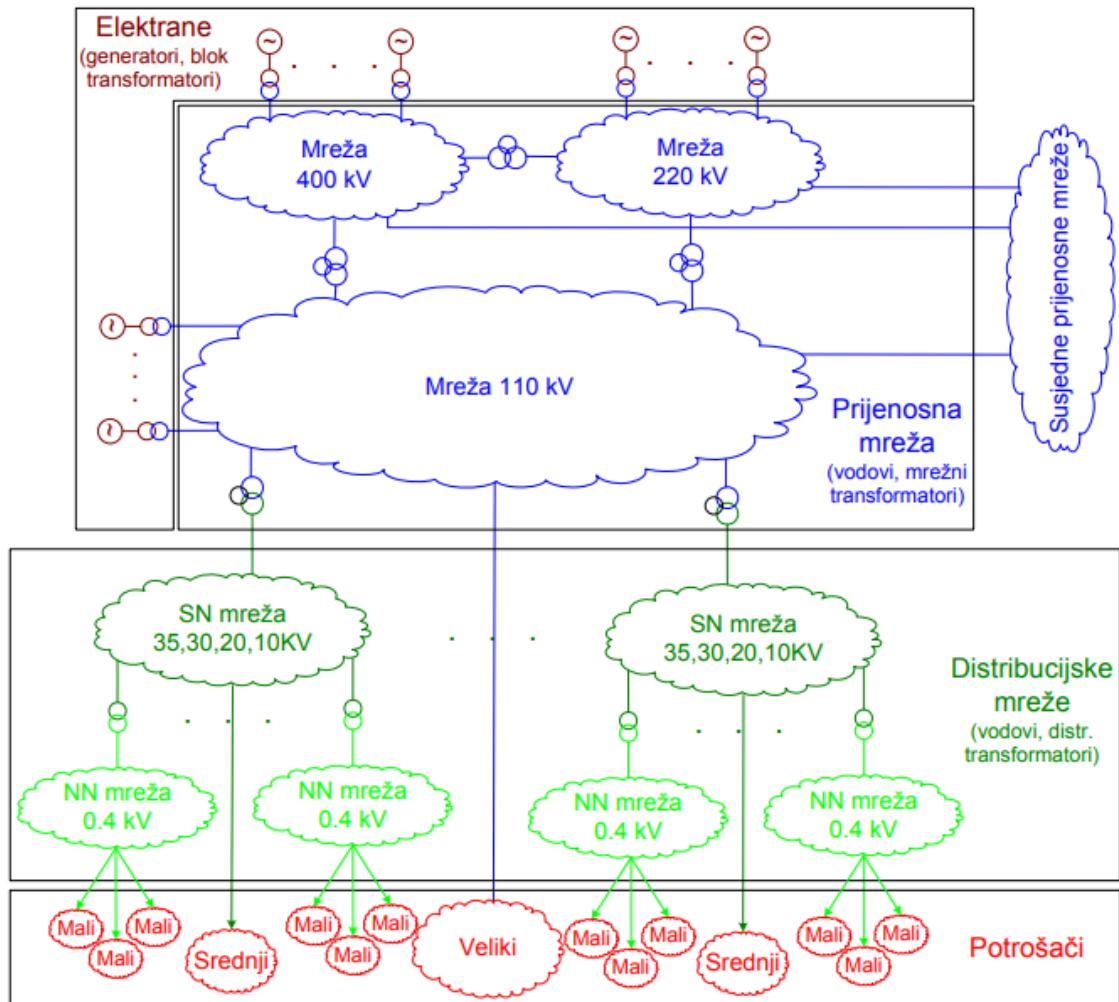 Elektrane
(generatori, blok
transformatori)
~
~
~
~
Mreža
400 kV
Mreža
220 kV
Susjedne prijenosne mreže
~
~
Mreža 110 kV
Prijenosna
mreža
(vodovi, mrežni
transformatori)
SN mreža
35,30,20,10KV
SN mreža
35,30,20,10KV
Distribucijske
mreže
(vodovi, distr.
transformatori)
NN mreža
0.4 kV
NN mreža
0.4 kV
NN mreža
0.4 kV
NN mreža
0.4 kV
Mali
Mali
Mali
Srednji
Mali
Mali
Mali
Veliki
Mali
Mali
Mali
Srednji
Mali
Mali
Mali
Potrošači